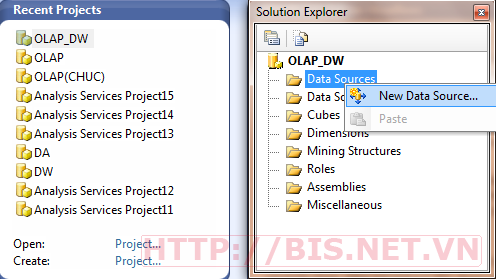 Recent Projects
OLAP_DW
OLAP
OLAP(CHUC)
Analysis Services Project15
Analysis Services Project14
Analysis Services Project13
DA
DW
Analysis Services Project12
Analysis Services Project11
Open: Project...
Create: Project...
Solution Explorer
OLAP_DW
Data Sources
Data So
Cubes
Dimensions
Mining Structures
Roles
Assemblies
Miscellaneous
New Data Source...
Paste
HTTP://BIS.NET.VN